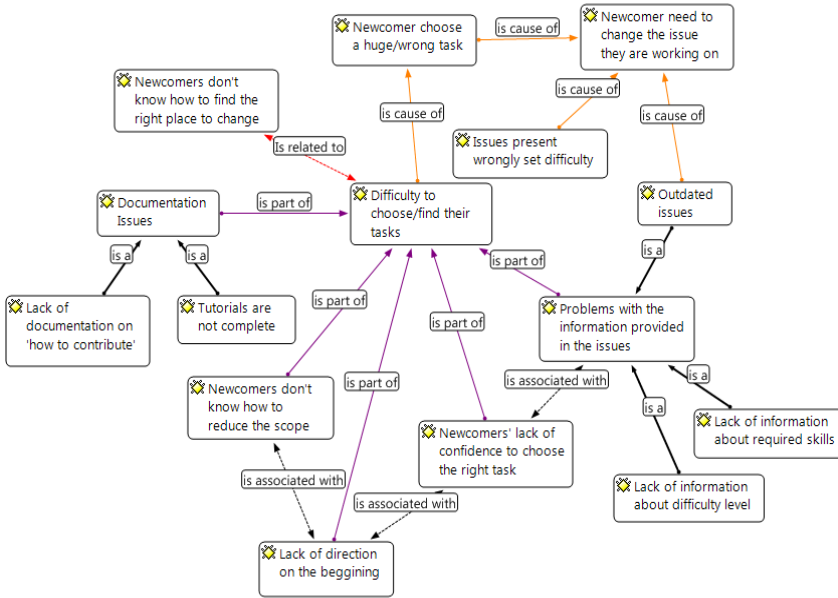 Newcomer choose
a huge/wrong task
is cause of
Newcomer need to
change the issue
they are working on
Newcomers don't
know how to find the
right place to change
is cause of
is cause of
is cause of
Is related to
Issues present
wrongly set difficulty
Documentation
Issues
is part of
Difficulty to
choose/find their
tasks
Outdated
issues
is a
is a
is part of
is a
Lack of
documentation on
'how to contribute'
Tutorials are
not complete
is part of
is part of
Problems with the
information provided
in the issues
is part of
is associated with
is a
is a
Newcomers don't
know how to
reduce the scope
Newcomers' lack of
confidence to choose
the right task
Lack of information
about required skills
is associated with
is associated with
Lack of information
about difficulty level
Lack of direction
on the beggining